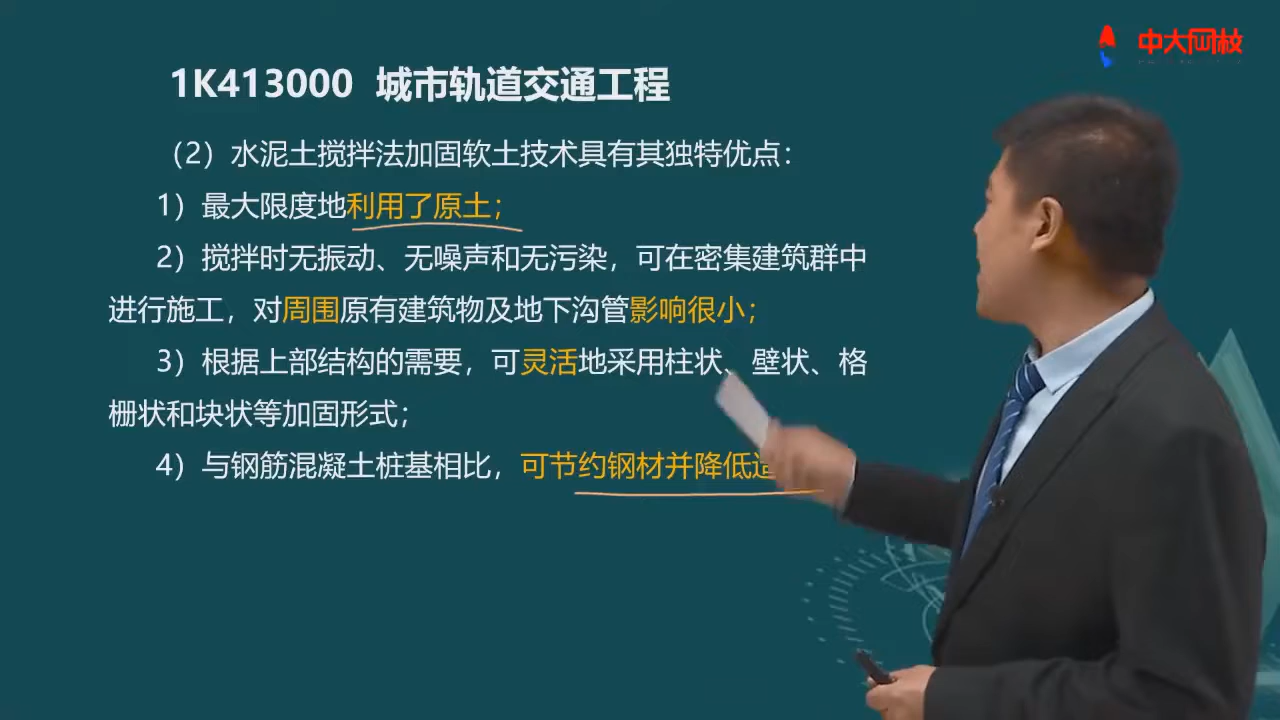 中大网校
1K413000 城市轨道交通工程
（2）水泥土搅拌法加固软土技术具有其独特优点：
1）最大限度地利用了原土；
2）搅拌时无振动、无噪声和无污染，可在密集建筑群中
进行施工，对周围原有建筑物及地下沟管影响很小；
3）根据上部结构的需要，可灵活地采用柱状、壁状、格
栅状和块状等加固形式；
4）与钢筋混凝土桩基相比，可节约钢材并降低造